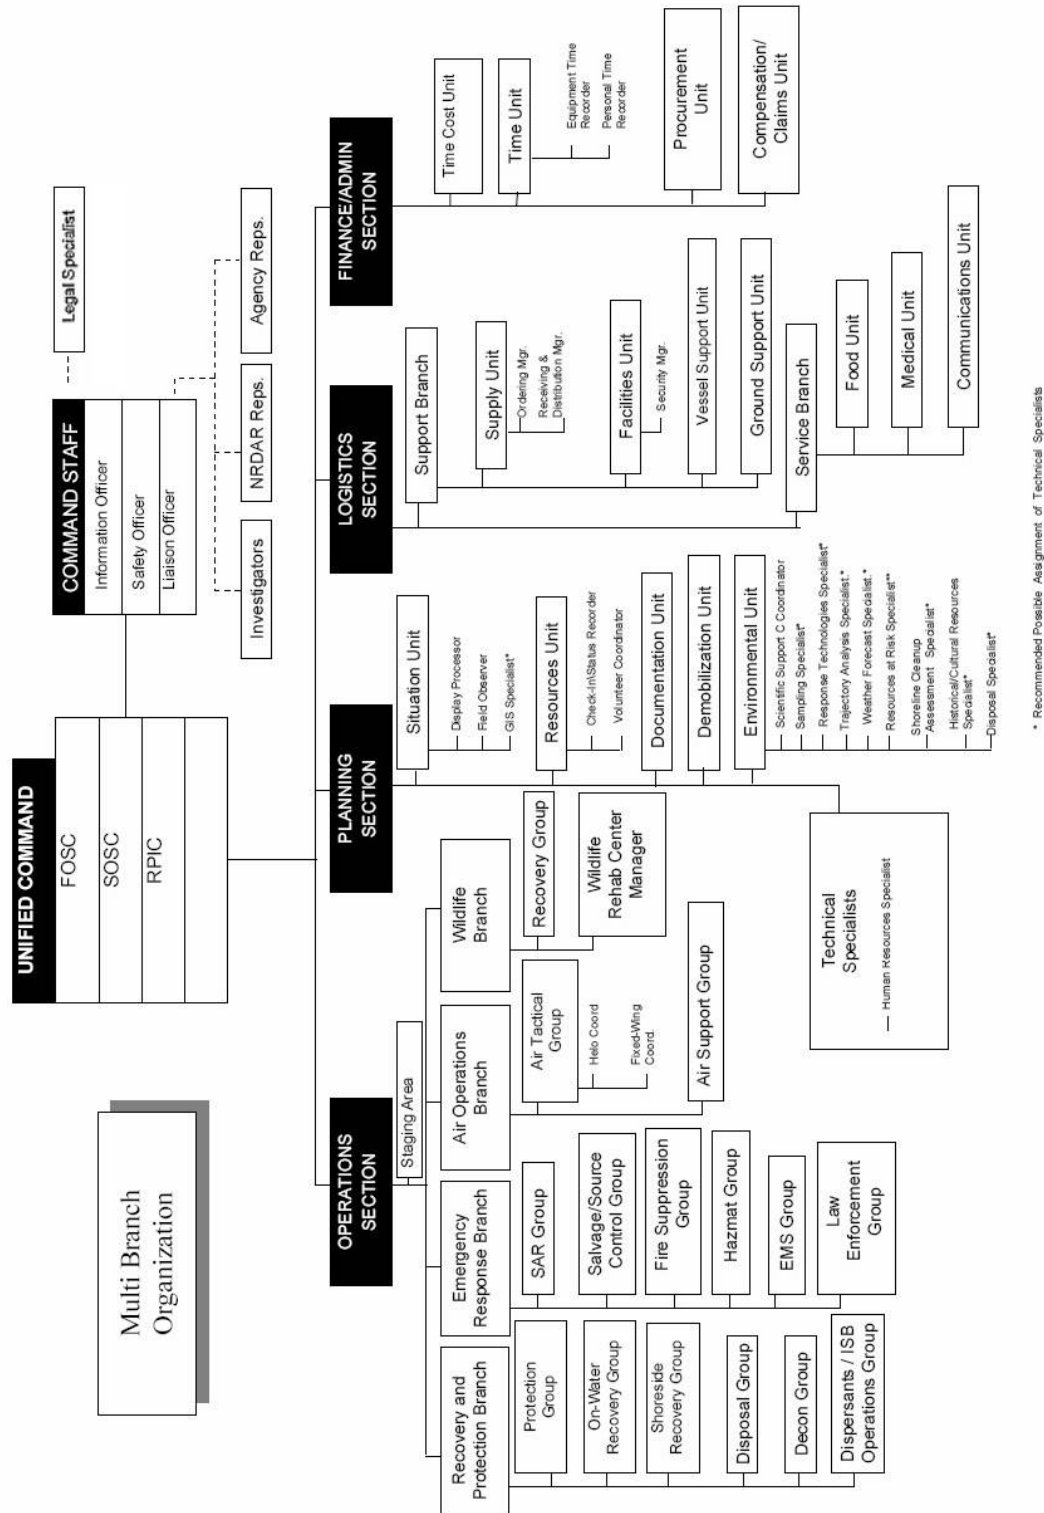 Multi Branch
Organization
UNIFIED COMMAND
FOSC
SOSC
RPIC
COMMAND STAFF
Information Officer
Safety Officer
Liaison Officer
Legal Specialist
Investigators
NRDAR Reps.
Agency Reps.
OPERATIONS
SECTION
Staging Area
Recovery and
Protection Branch
Protection
Group
On-Water
Recovery Group
Shoreside
Recovery Group
Disposal Group
Decon Group
Dispersants / ISB
Operations Group
Emergency
Response Branch
SAR Group
Salvage/Source
Control Group
Fire Suppression
Group
Hazmat Group
EMS Group
Law
Enforcement
Group
Air Operations
Branch
Air Tactical
Group
Helo Coord
Fixed-Wing
Coord.
Air Support Group
Wildlife
Branch
Recovery Group
Wildlife
Rehab Center
Manager
PLANNING
SECTION
Situation Unit
Display Processor
Field Observer
GIS Specialist*
Resources Unit
Check-In\Status Recorder
Volunteer Coordinator
Documentation Unit
Demobilization Unit
Environmental Unit
Scientific Support C Coordinator
Sampling Specialist*
Response Technologies Specialist*
Trajectory Analysis Specialist.*
Weather Forecast Specialist.*
Resources at Risk Specialist**
Shoreline Cleanup
Assessment Specialist*
Historical/Cultural Resources
Specialist*
Disposal Specialist*
Technical
Specialists
Human Resources Specialist
LOGISTICS
SECTION
Support Branch
Supply Unit
Ordering Mgr.
Receiving &
Distribution Mgr.
Facilities Unit
Security Mgr.
Vessel Support Unit
Ground Support Unit
Service Branch
Food Unit
Medical Unit
Communications Unit
FINANCE/ADMIN
SECTION
Time Cost Unit
Time Unit
Equipment Time
Recorder
Personal Time
Recorder
Procurement
Unit
Compensation/
Claims Unit
* Recommended Possible Assignment of Technical Specialists